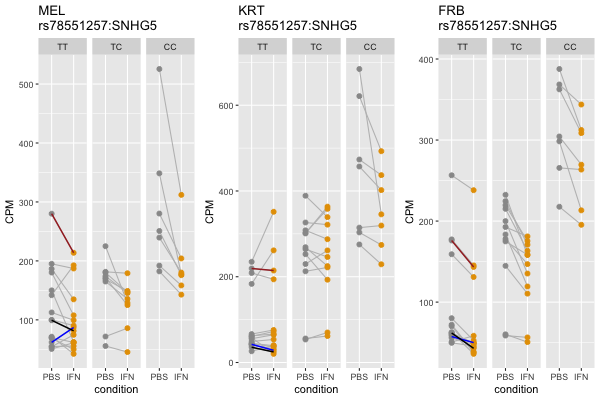 MEL
rs78551257:SNHG5
TT TC CC
CPM
500
400
300
200
100
PBS IFN PBS IFN PBS IFN
condition
KRT
rs78551257:SNHG5
TT TC CC
CPM
600
400
200
0
PBS IFN PBS IFN PBS IFN
condition
FRB
rs78551257:SNHG5
TT TC CC
CPM
400
300
200
100
PBS IFN PBS IFN PBS IFN
condition